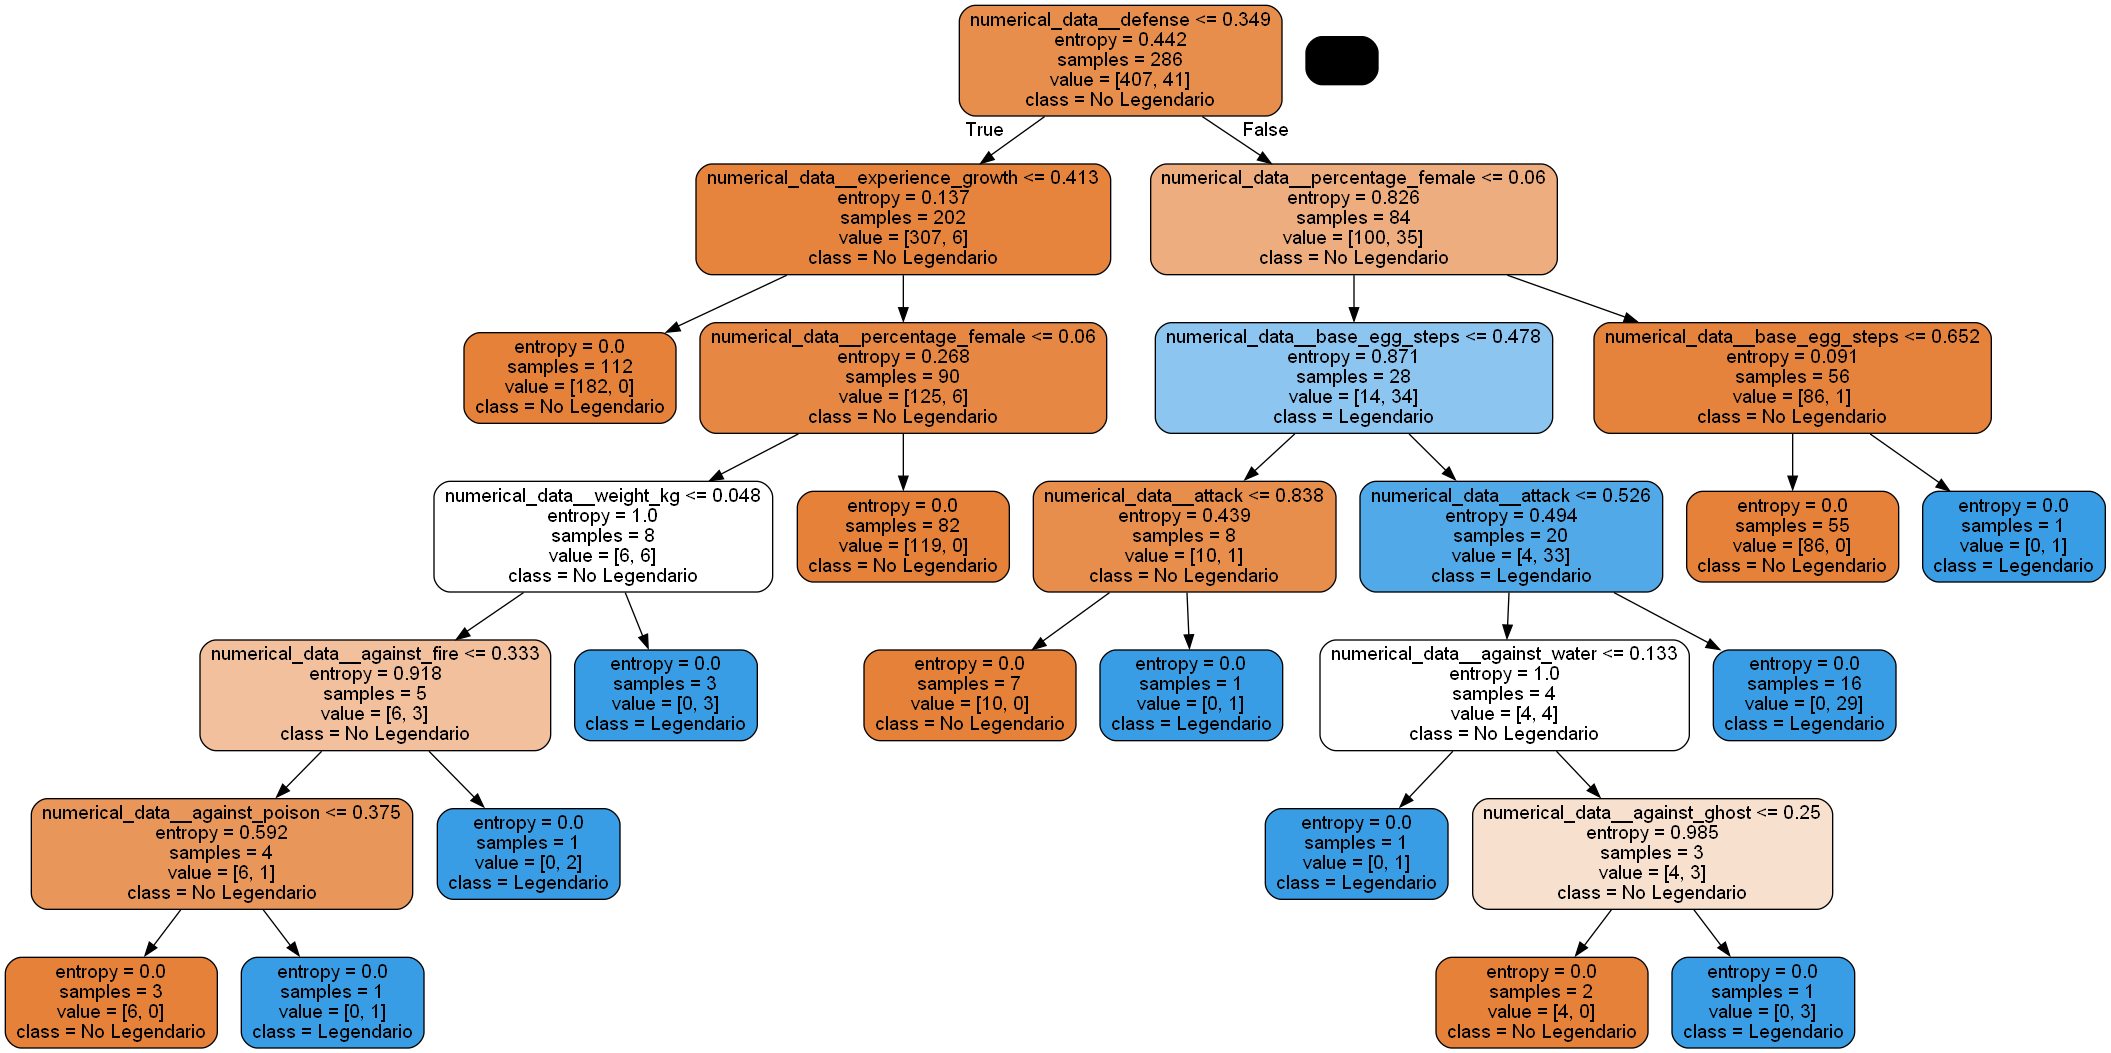 numerical_data__defense <= 0.349
entropy = 0.442
samples = 286
value = [407, 41]
class = No Legendario
True
False
numerical_data__experience_growth <= 0.413
entropy = 0.137
samples = 202
value = [307, 6]
class = No Legendario
numerical_data__percentage_female <= 0.06
entropy = 0.826
samples = 84
value = [100, 35]
class = No Legendario
entropy = 0.0
samples = 112
value = [182, 0]
class = No Legendario
numerical_data__percentage_female <= 0.06
entropy = 0.268
samples = 90
value = [125, 6]
class = No Legendario
numerical_data__base_egg_steps <= 0.478
entropy = 0.871
samples = 28
value = [14, 34]
class = Legendario
numerical_data__base_egg_steps <= 0.652
entropy = 0.091
samples = 56
value = [86, 1]
class = No Legendario
numerical_data__weight_kg <= 0.048
entropy = 1.0
samples = 8
value = [6, 6]
class = No Legendario
entropy = 0.0
samples = 82
value = [119, 0]
class = No Legendario
numerical_data__attack <= 0.838
entropy = 0.439
samples = 8
value = [10, 1]
class = No Legendario
numerical_data__attack <= 0.526
entropy = 0.494
samples = 20
value = [4, 33]
class = Legendario
entropy = 0.0
samples = 55
value = [86, 0]
class = No Legendario
entropy = 0.0
samples = 1
value = [0, 1]
class = Legendario
numerical_data__against_fire <= 0.333
entropy = 0.918
samples = 5
value = [6, 3]
class = No Legendario
entropy = 0.0
samples = 3
value = [0, 3]
class = Legendario
entropy = 0.0
samples = 7
value = [10, 0]
class = No Legendario
entropy = 0.0
samples = 1
value = [0, 1]
class = Legendario
numerical_data__against_water <= 0.133
entropy = 1.0
samples = 4
value = [4, 4]
class = No Legendario
entropy = 0.0
samples = 16
value = [0, 29]
class = Legendario
numerical_data__against_poison <= 0.375
entropy = 0.592
samples = 4
value = [6, 1]
class = No Legendario
entropy = 0.0
samples = 1
value = [0, 2]
class = Legendario
entropy = 0.0
samples = 1
value = [0, 1]
class = Legendario
numerical_data__against_ghost <= 0.25
entropy = 0.985
samples = 3
value = [4, 3]
class = No Legendario
entropy = 0.0
samples = 3
value = [6, 0]
class = No Legendario
entropy = 0.0
samples = 1
value = [0, 1]
class = Legendario
entropy = 0.0
samples = 2
value = [4, 0]
class = No Legendario
entropy = 0.0
samples = 1
value = [0, 3]
class = Legendario